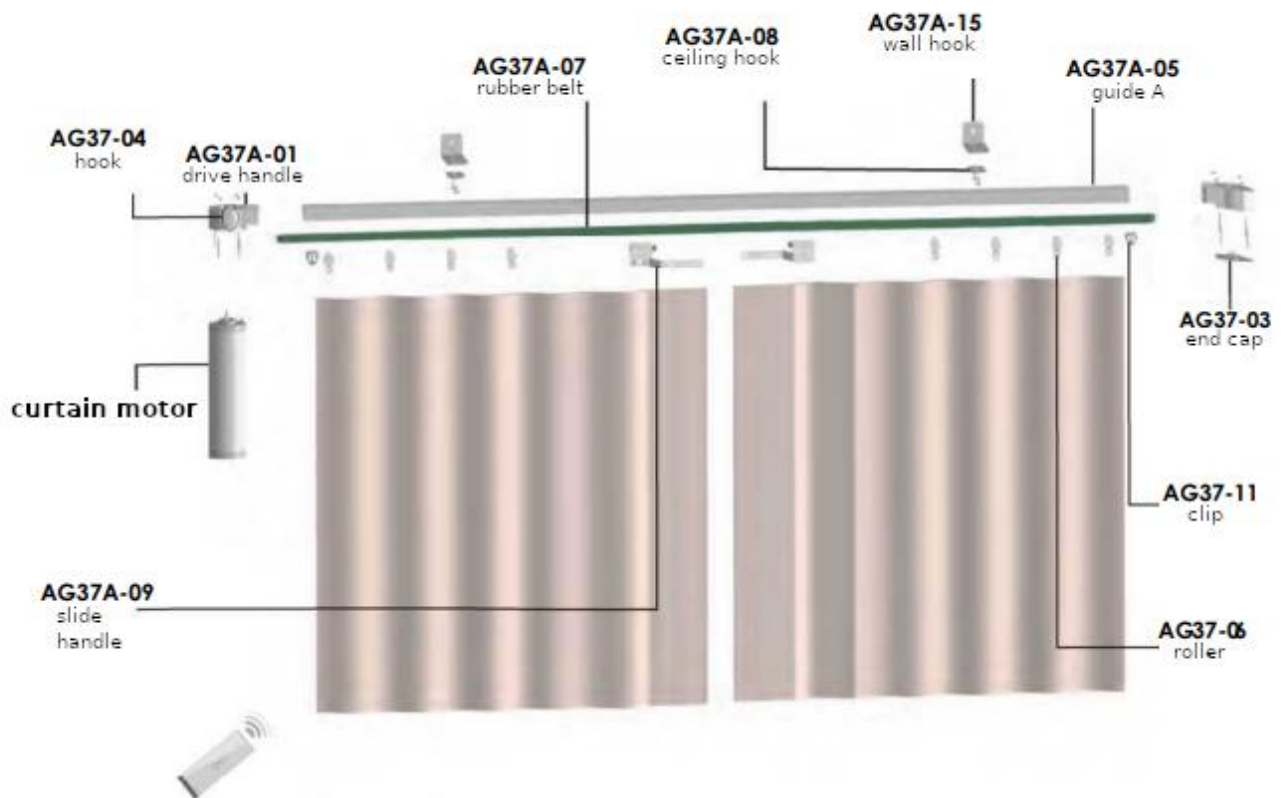 AG37A-15
wall hook
AG37A-08
ceiling hook
AG37A-07
rubber belt
AG37A-05
guide A
AG37-04
hook
AG37A-01
drive handle
AG37-03
end cap
curtain motor
AG37-11
clip
AG37A-09
slide
handle
AG37-06
roller